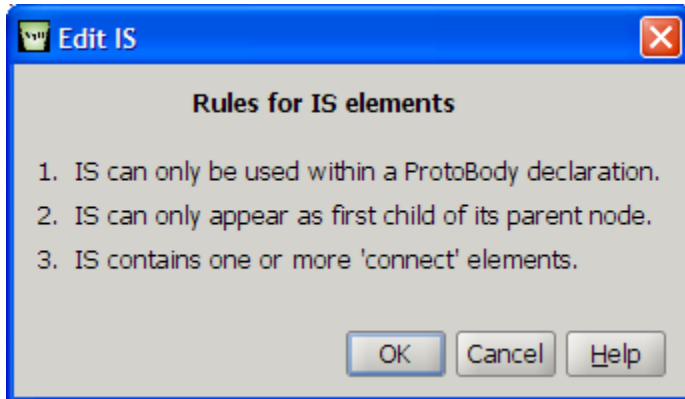 Edit IS
Rules for IS elements
1. IS can only be used within a ProtoBody declaration.
2. IS can only appear as first child of its parent node.
3. IS contains one or more 'connect' elements.
OK Cancel Help